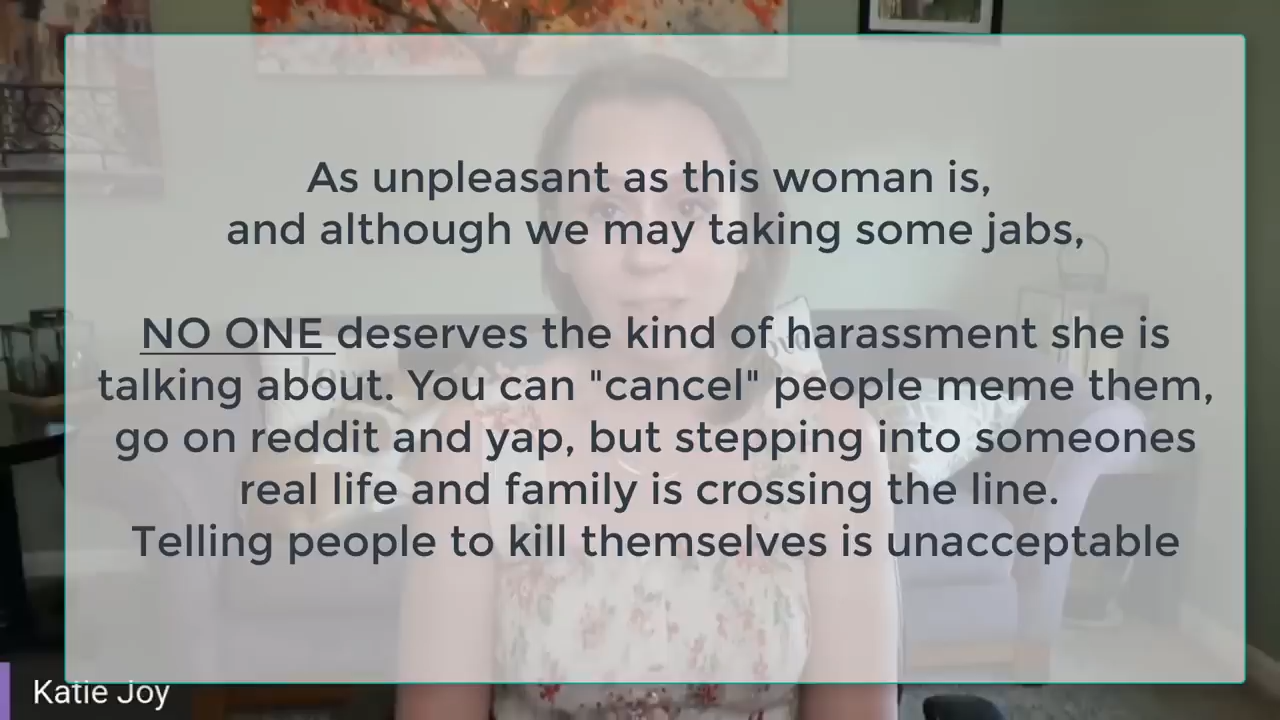 As unpleasant as this woman is,
and although we may taking some jabs,
NO ONE deserves the kind of harassment she is
talking about. You can "cancel" people meme them,
go on reddit and yap, but stepping into someones
real life and family is crossing the line.
Telling people to kill themselves is unacceptable
Katie Joy